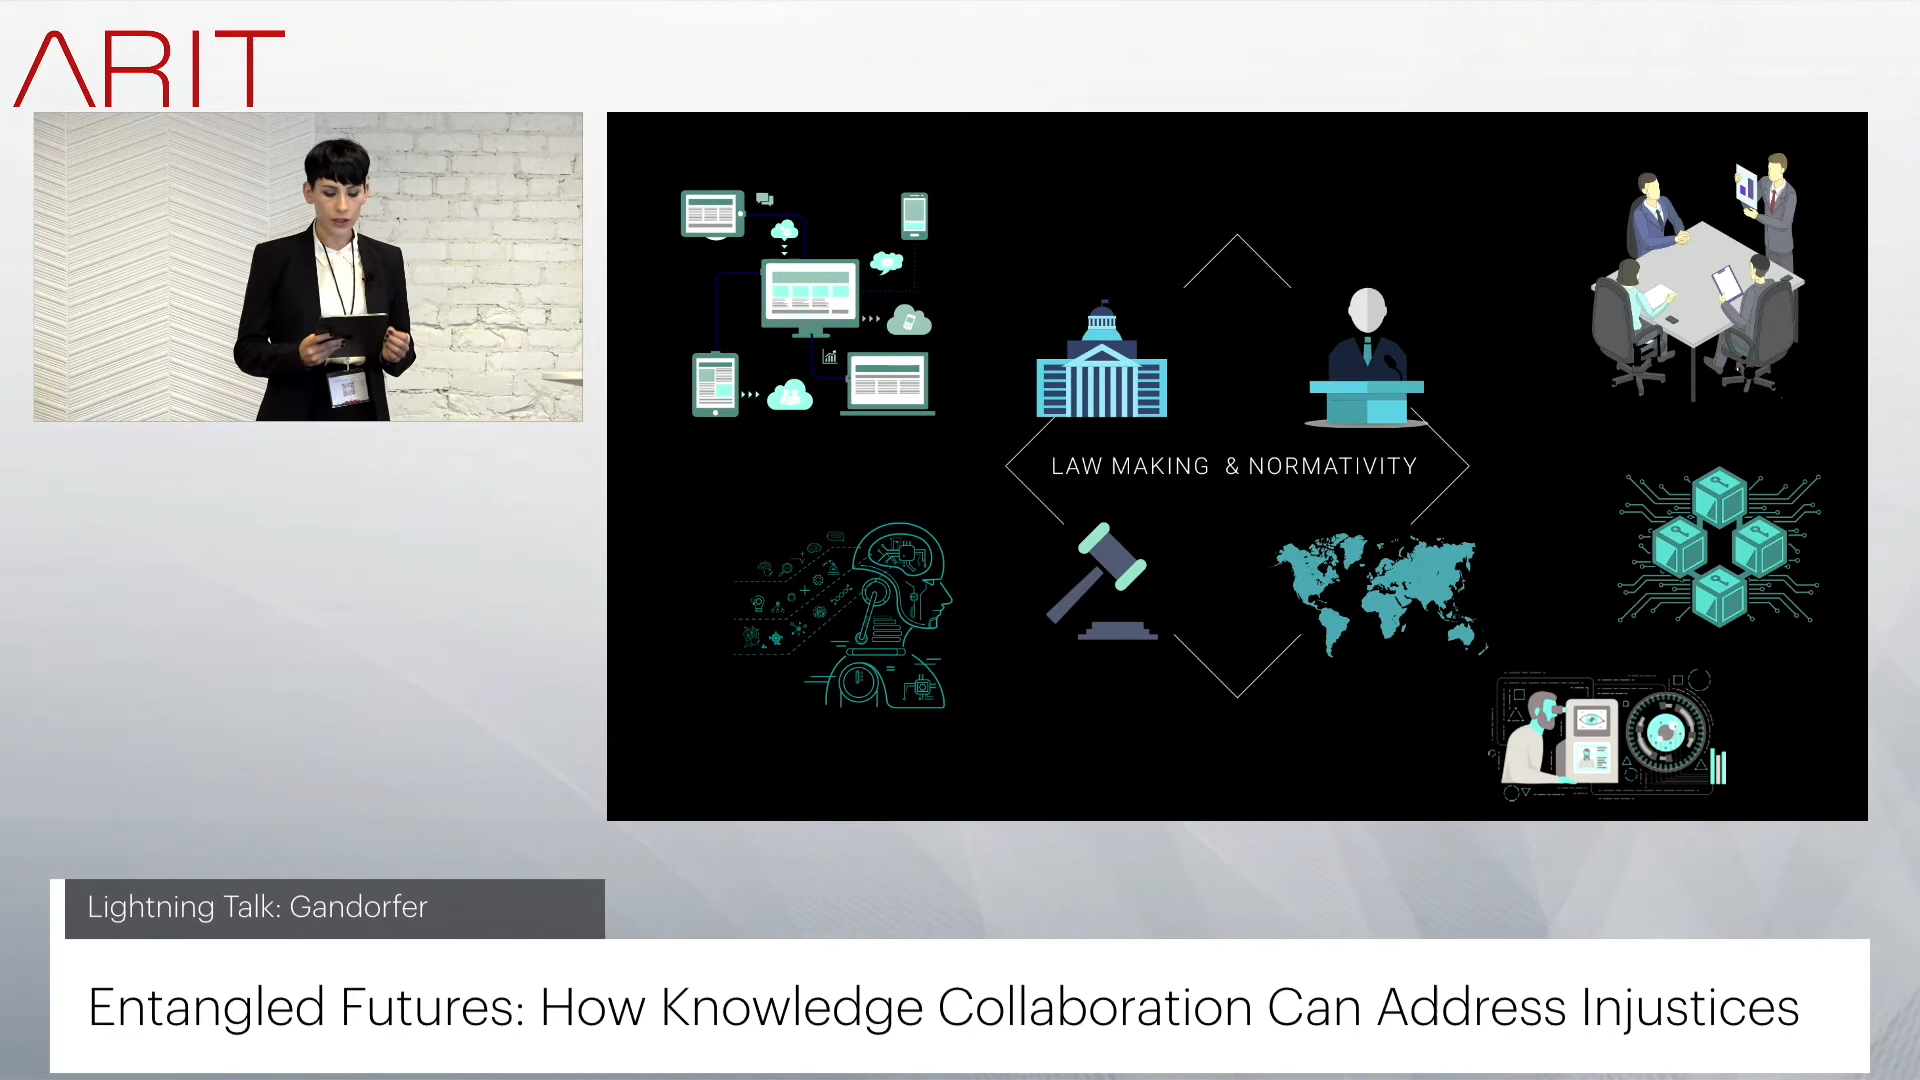 ARIT
LAW MAKING & NORMATIVITY
Lightning Talk: Gandorfer
Entangled Futures: How Knowledge Collaboration Can Address Injustices